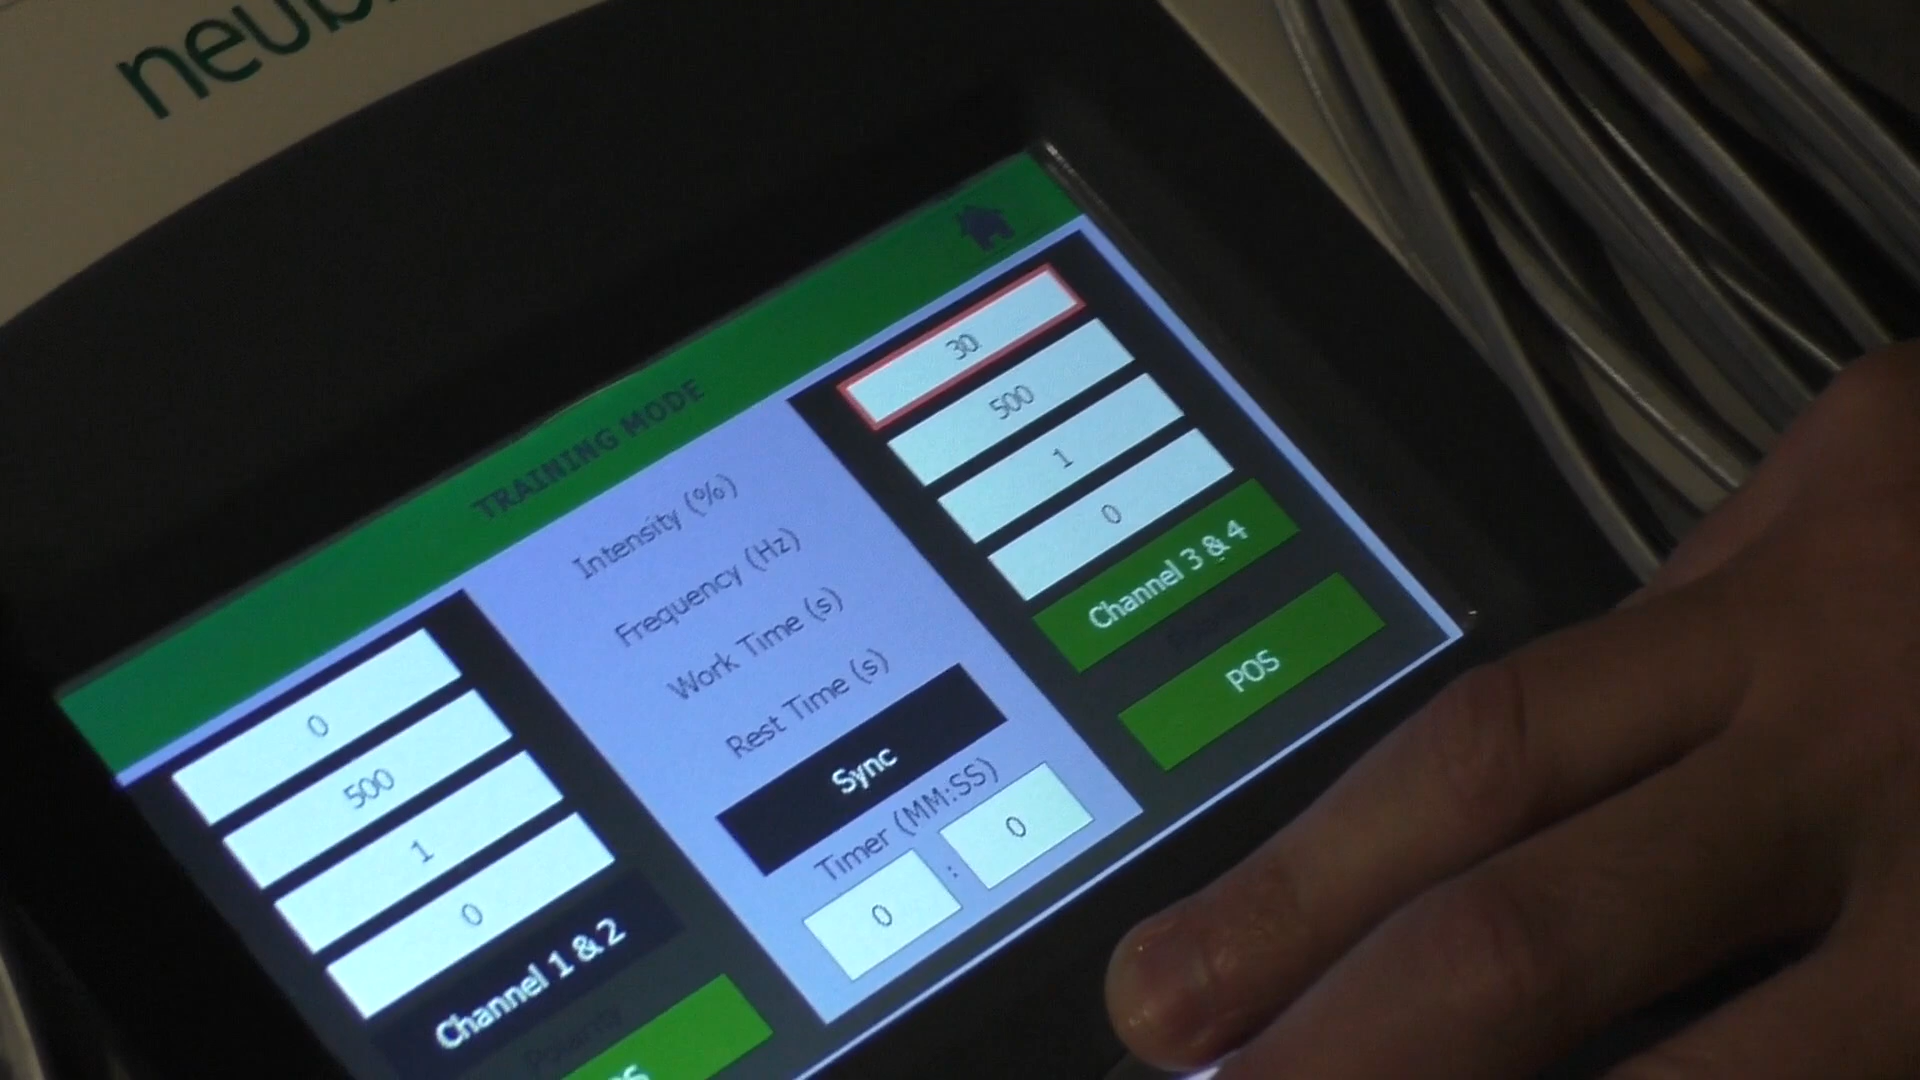 neub
TRAINING MODE
0
Intensity (%)
30
500
Frequency (Hz)
500
1
Work Time (s)
1
0
Rest Time (s)
0
Channel 1 & 2
Sync
Channel 3 & 4
Polarity
Timer (MM:SS)
POS
0 : 0